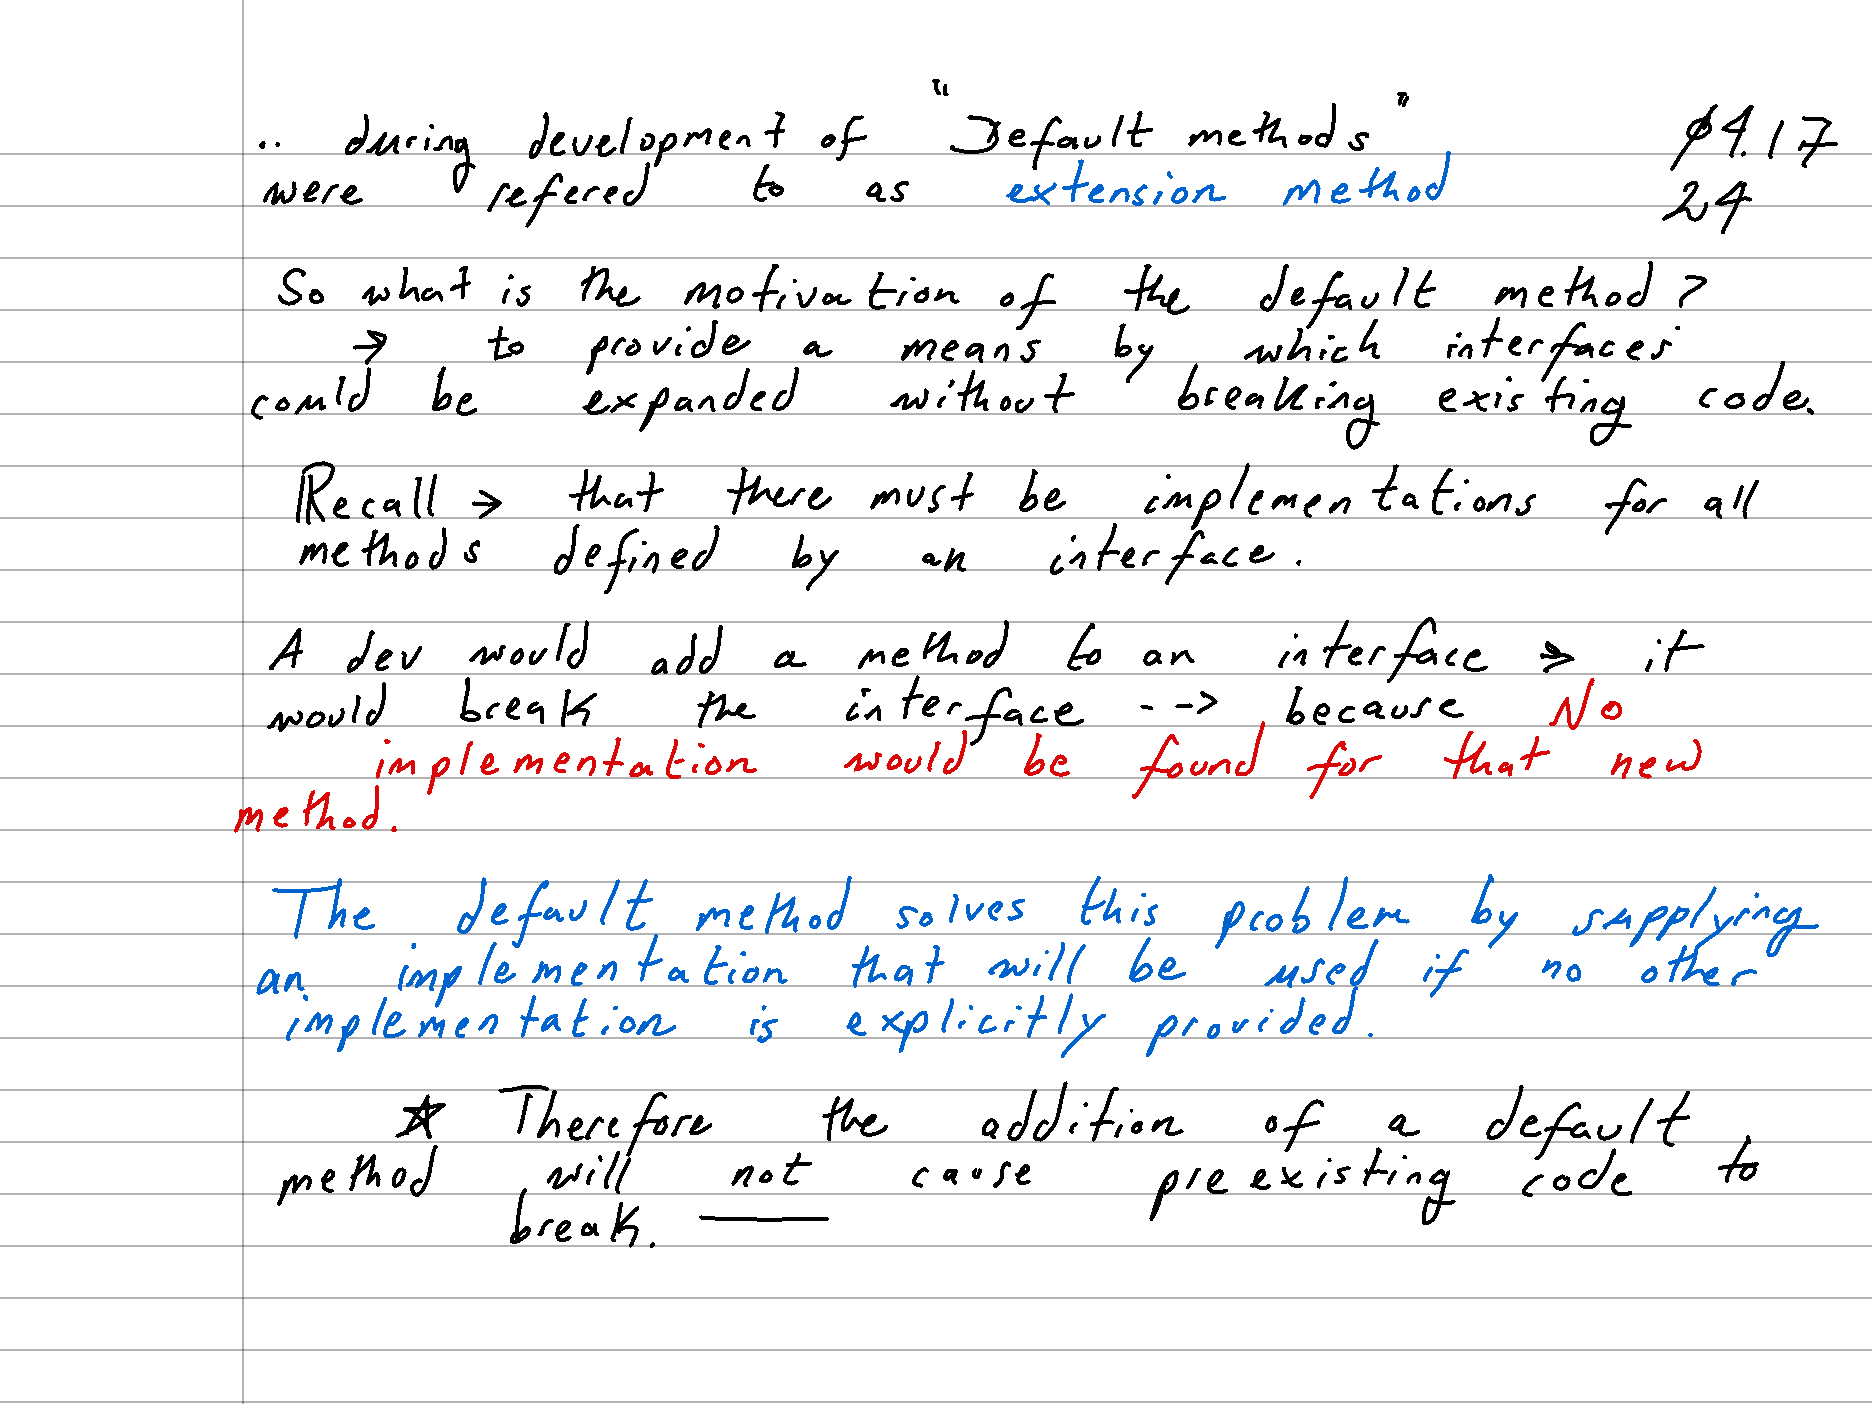 .. during development of "Default methods" 04.17
were refered to as extension method 24
So what is the motivation of the default method?
→ to provide a means by which interfaces
could be expanded without breaking existing code.
Recall → that there must be implementations for all
methods defined by an interface.
A dev would add a method to an interface → it
would break the interface --> because No
implementation would be found for that new
method.
The default method solves this problem by supplying
an implementation that will be used if no other
implementation is explicitly provided.
☆ Therefore the addition of a default
method will not cause preexisting code to
break.